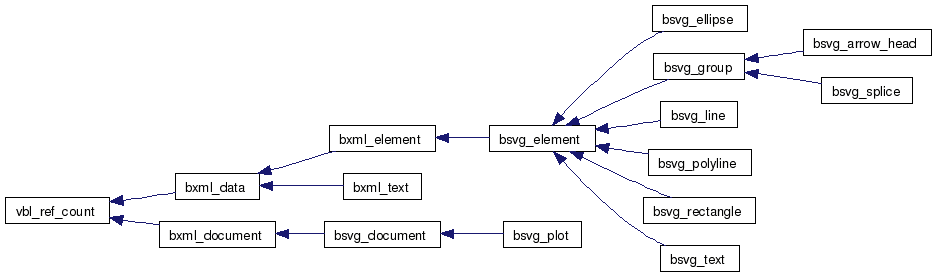 bsvg_ellipse
bsvg_arrow_head
bsvg_group
bsvg_splice
bsvg_line
bxml_element
bsvg_element
bsvg_polyline
bxml_data
bxml_text
vbl_ref_count
bsvg_rectangle
bxml_document
bsvg_document
bsvg_plot
bsvg_text